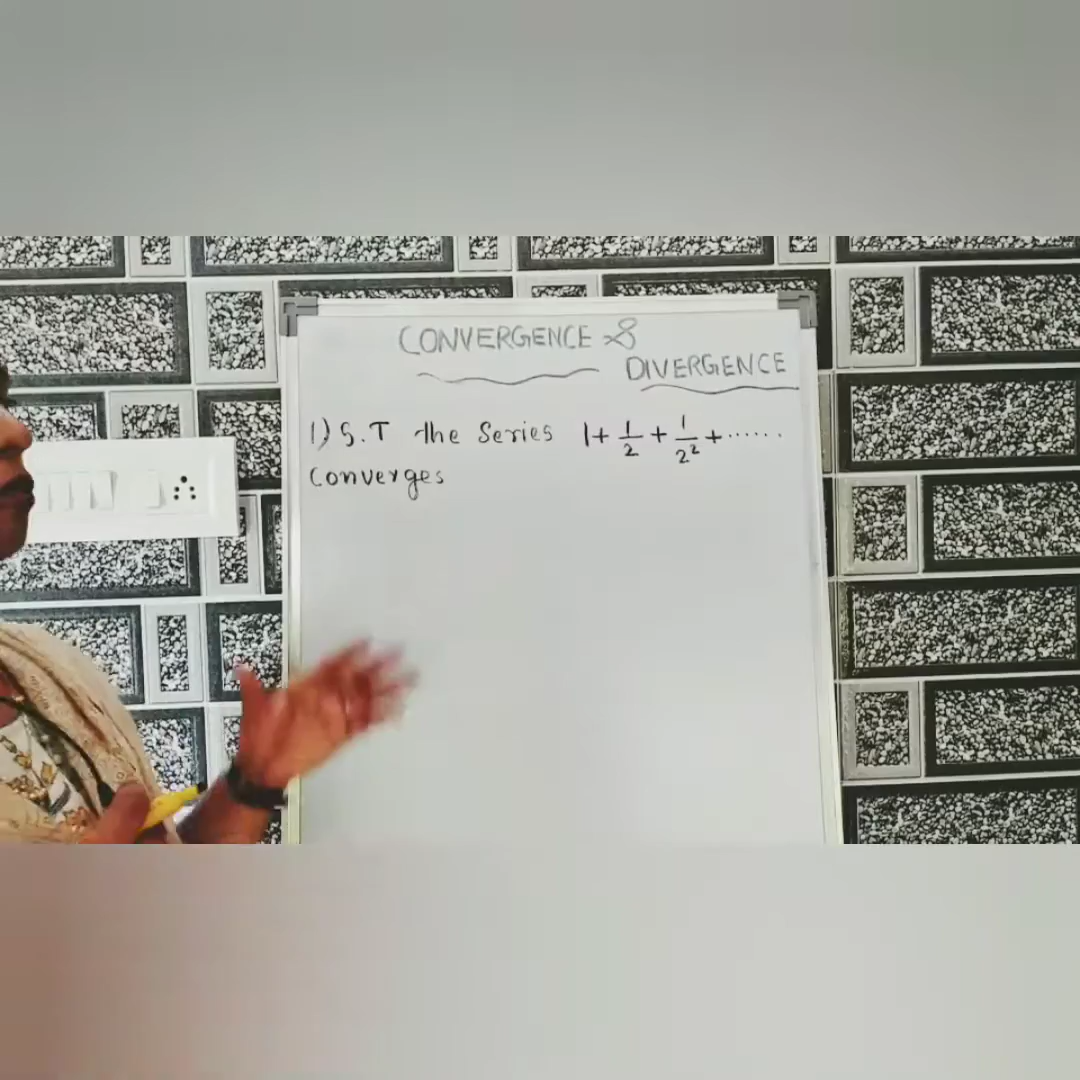 CONVERGENCE &
DIVERGENCE
1) S.T the Series 1 + 1/2 + 1/2² + ......
Converges